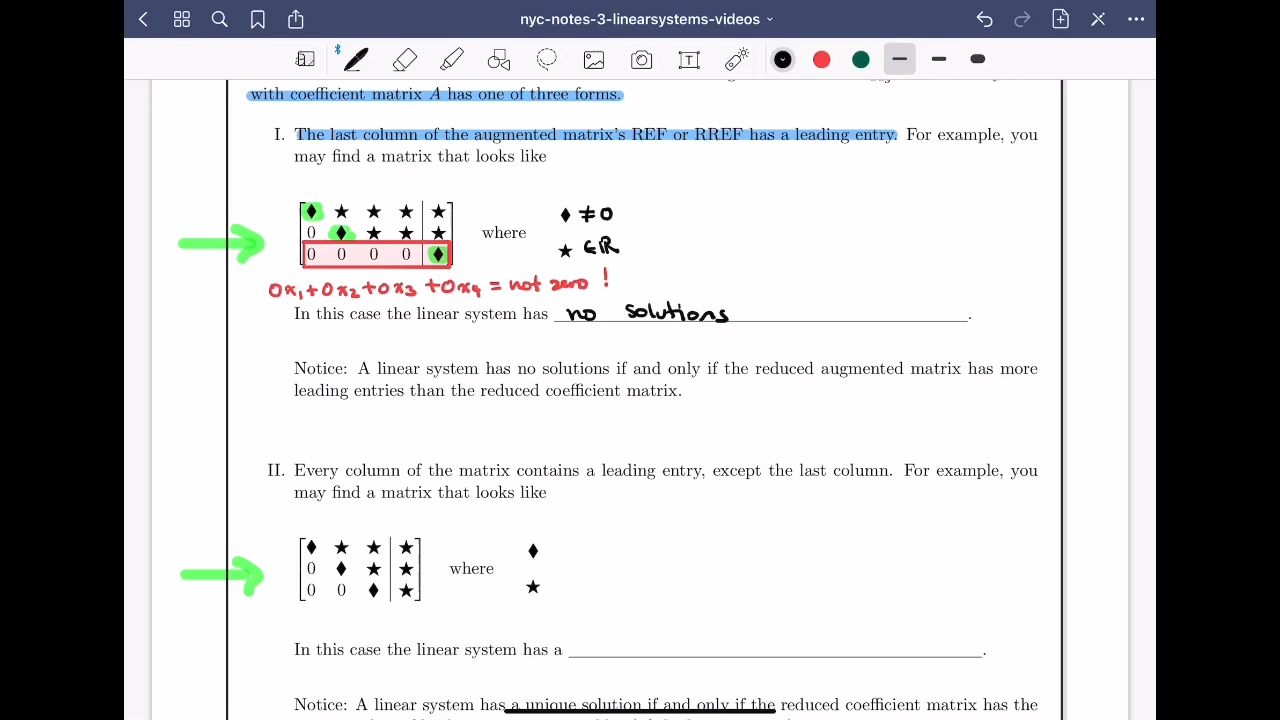 nyc-notes-3-linearsystems-videos
with coefficient matrix A has one of three forms.
I. The last column of the augmented matrix's REF or RREF has a leading entry. For example, you
may find a matrix that looks like
♦ ★ ★ ★ ★
0 ♦ ★ ★ ★
0 0 0 0 ♦
where
♦ ≠ 0
★ ∈ ℝ
0x₁ + 0x₂ + 0x₃ + 0x₄ = not zero !
In this case the linear system has no solutions.
Notice: A linear system has no solutions if and only if the reduced augmented matrix has more
leading entries than the reduced coefficient matrix.
II. Every column of the matrix contains a leading entry, except the last column. For example, you
may find a matrix that looks like
♦ ★ ★ ★
0 ♦ ★ ★
0 0 ♦ ★
where
♦
★
In this case the linear system has a ______.
Notice: A linear system has a unique solution if and only if the reduced coefficient matrix has the